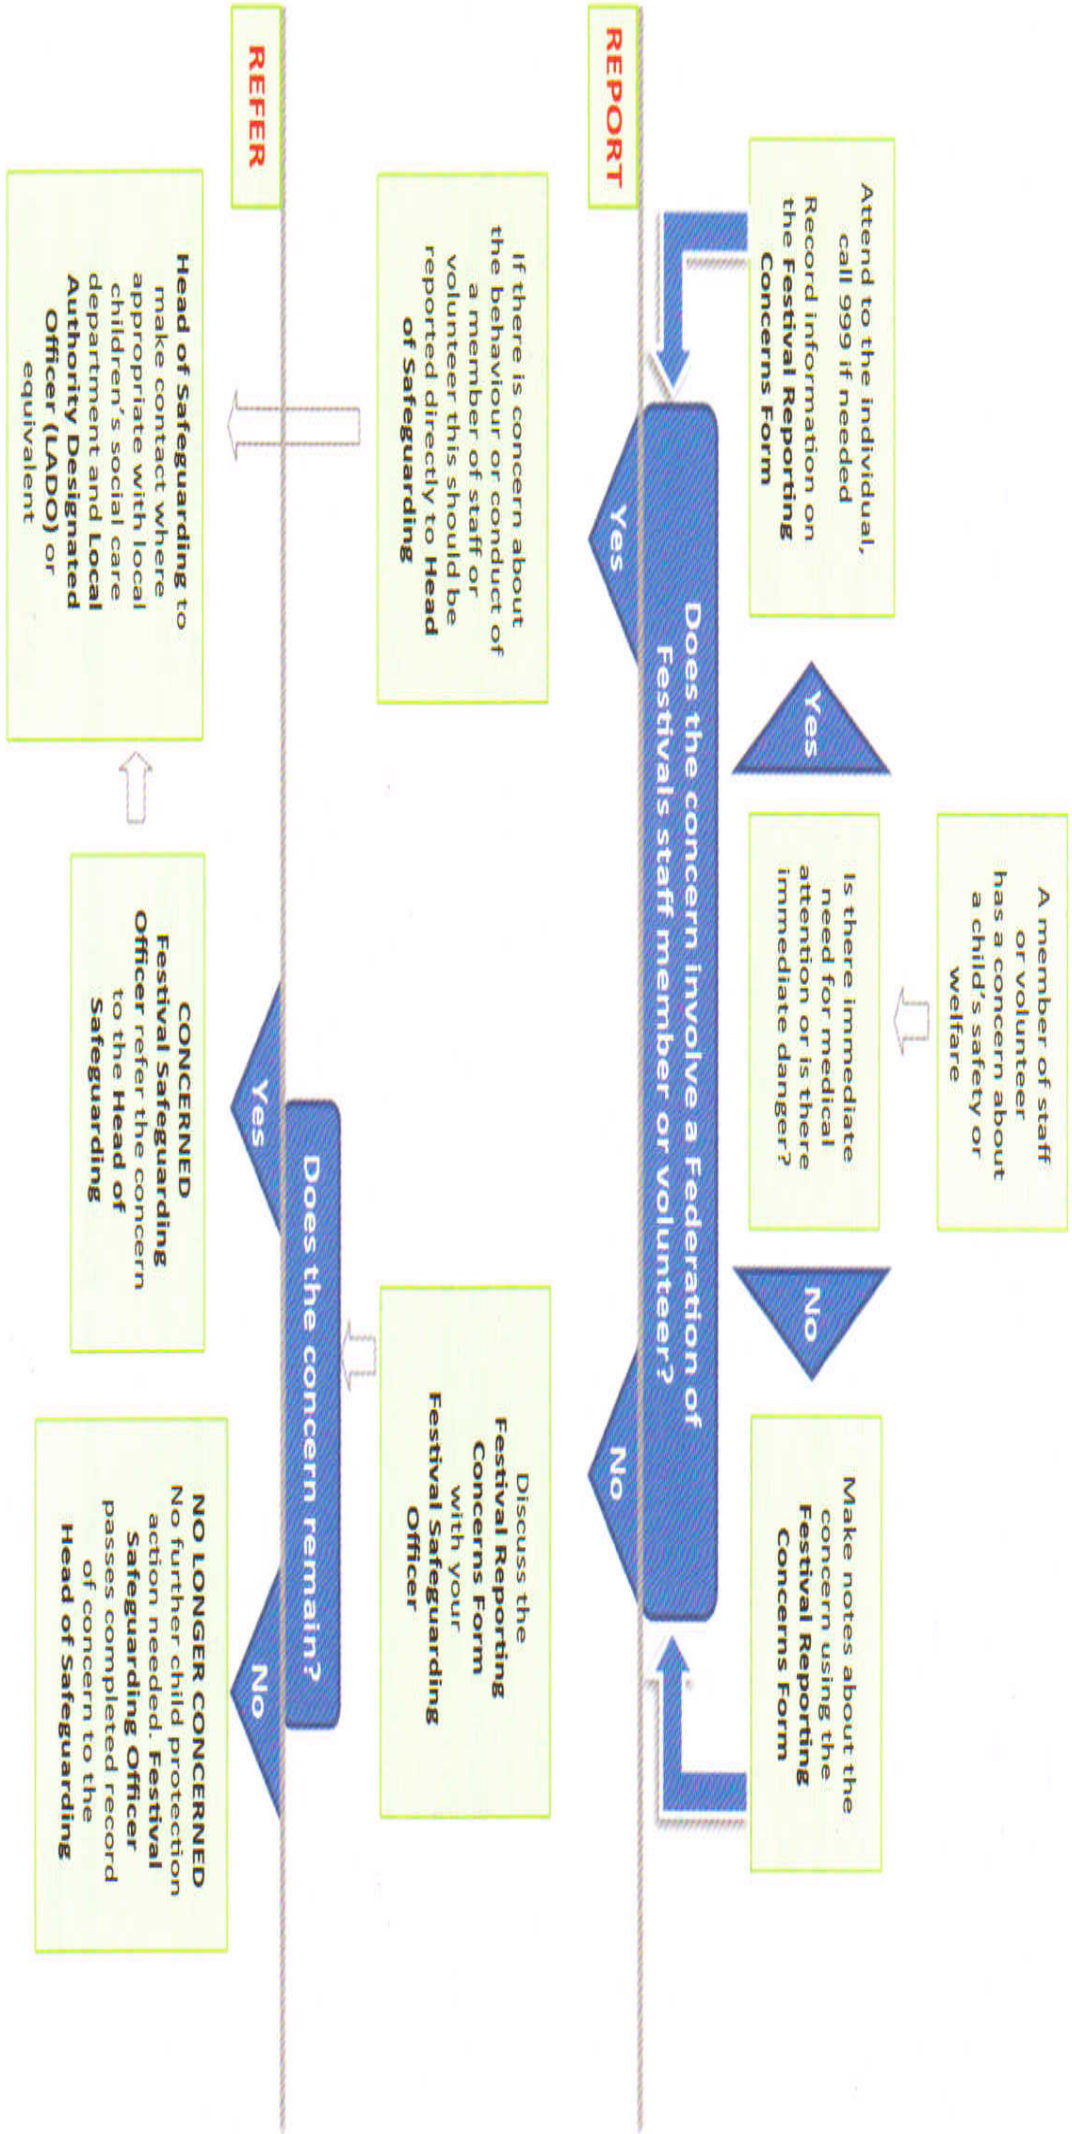 A member of staff
or volunteer
has a concern about
a child's safety or
welfare
Attend to the individual,
call 999 if needed
Record information on
the Festival Reporting
Concerns Form
Yes
Is there immediate
need for medical
attention or is there
immediate danger?
No
Make notes about the
concern using the
Festival Reporting
Concerns Form
Does the concern involve a Federation of
Festivals staff member or volunteer?
REPORT
Yes
No
If there is concern about
the behaviour or conduct of
a member of staff or
volunteer this should be
reported directly to Head
of Safeguarding
Discuss the
Festival Reporting
Concerns Form
with your
Festival Safeguarding
Officer
Does the concern remain?
REFER
Yes
No
Head of Safeguarding to
make contact where
appropriate with local
children's social care
department and Local
Authority Designated
Officer (LADO) or
equivalent
CONCERNED
Festival Safeguarding
Officer refer the concern
to the Head of
Safeguarding
NO LONGER CONCERNED
No further child protection
action needed. Festival
Safeguarding Officer
passes completed record
of concern to the
Head of Safeguarding